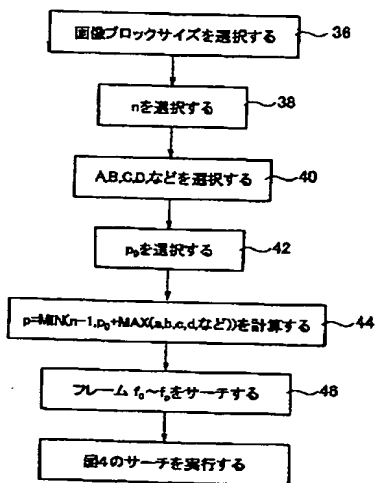 画像ブロックサイズを選択する 36
nを選択する 38
A,B,C,D,などを選択する 40
p₀を選択する 42
p=MIN(n-1,p₀+MAX(a,b,c,d,など))を計算する 44
フレーム f₀~fₚをサーチする 46
図4のサーチを実行する